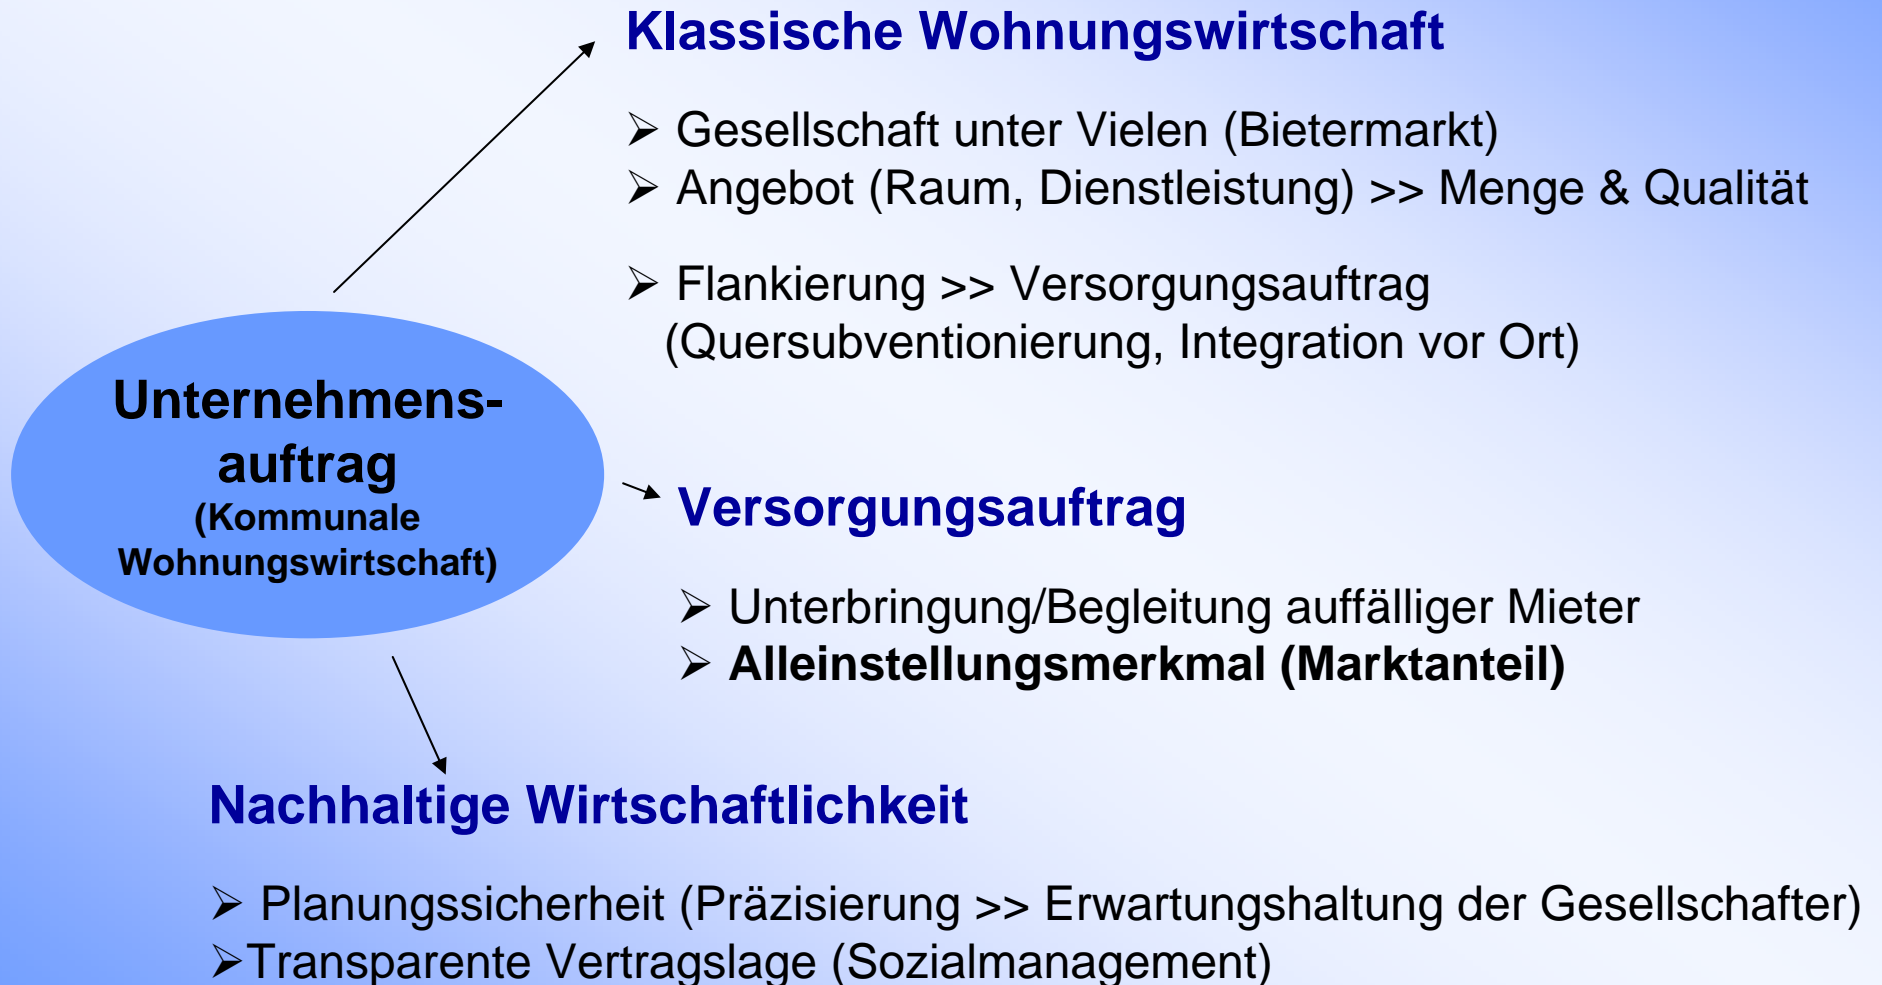 Klassische Wohnungswirtschaft
➢ Gesellschaft unter Vielen (Bietermarkt)
➢ Angebot (Raum, Dienstleistung) >> Menge & Qualität
➢ Flankierung >> Versorgungsauftrag
(Quersubventionierung, Integration vor Ort)
Unternehmens-
auftrag
(Kommunale
Wohnungswirtschaft)
Versorgungsauftrag
➢ Unterbringung/Begleitung auffälliger Mieter
➢ Alleinstellungsmerkmal (Marktanteil)
Nachhaltige Wirtschaftlichkeit
➢ Planungssicherheit (Präzisierung >> Erwartungshaltung der Gesellschafter)
➢Transparente Vertragslage (Sozialmanagement)